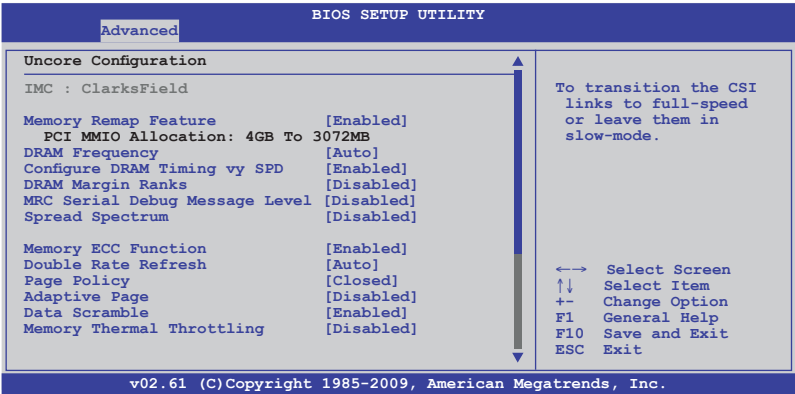 BIOS SETUP UTILITY
Advanced
Uncore Configuration
IMC : ClarksField
Memory Remap Feature [Enabled]
PCI MMIO Allocation: 4GB To 3072MB
DRAM Frequency [Auto]
Configure DRAM Timing vy SPD [Enabled]
DRAM Margin Ranks [Disabled]
MRC Serial Debug Message Level [Disabled]
Spread Spectrum [Disabled]
Memory ECC Function [Enabled]
Double Rate Refresh [Auto]
Page Policy [Closed]
Adaptive Page [Disabled]
Data Scramble [Enabled]
Memory Thermal Throttling [Disabled]
To transition the CSI
links to full-speed
or leave them in
slow-mode.
←→ Select Screen
↑↓ Select Item
+- Change Option
F1 General Help
F10 Save and Exit
ESC Exit
v02.61 (C)Copyright 1985-2009, American Megatrends, Inc.